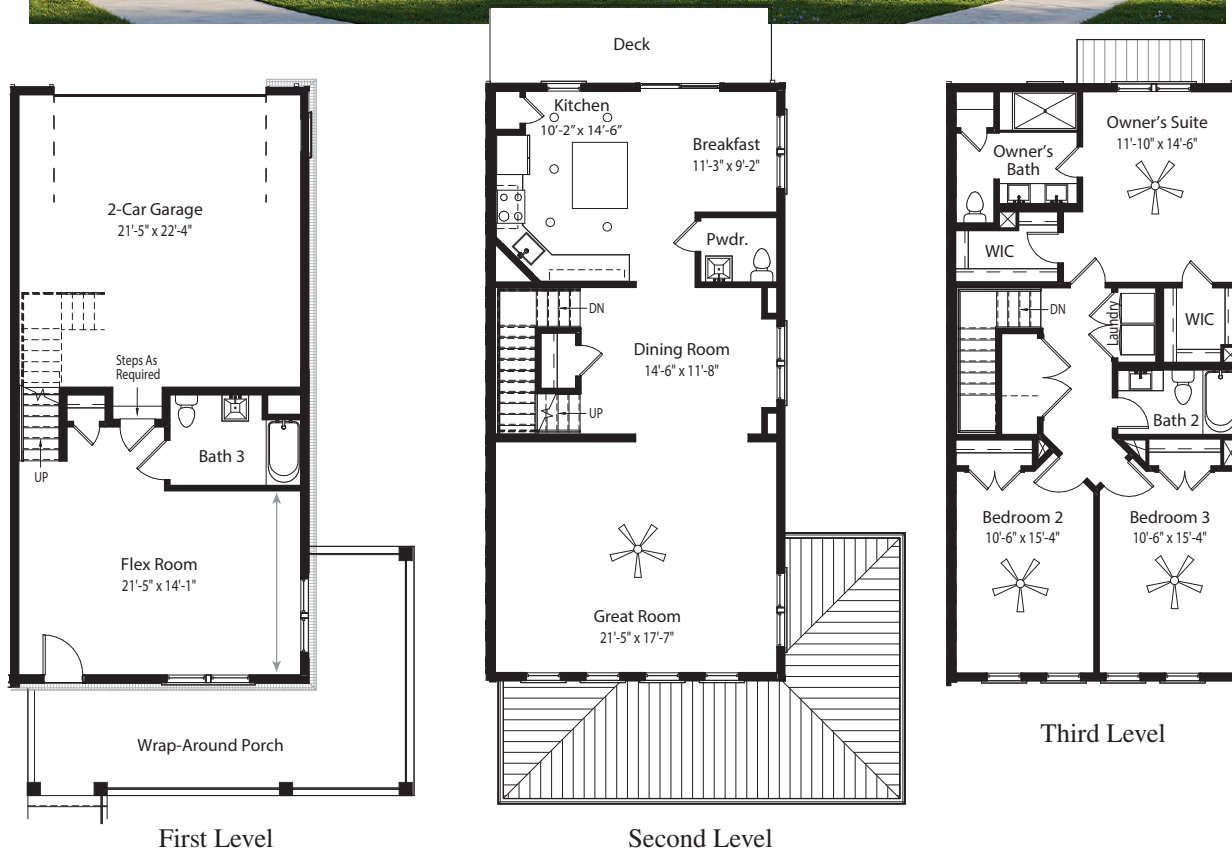 2-Car Garage
21'-5" x 22'-4"
Steps As
Required
UP
Bath 3
Flex Room
21'-5" x 14'-1"
Wrap-Around Porch
First Level
Deck
Kitchen
10'-2" x 14'-6"
Breakfast
11'-3" x 9'-2"
Pwdr.
DN
Dining Room
14'-6" x 11'-8"
UP
Great Room
21'-5" x 17'-7"
Second Level
Owner's Suite
11'-10" x 14'-6"
Owner's
Bath
WIC
DN
Laundry
WIC
Bath 2
Bedroom 2
10'-6" x 15'-4"
Bedroom 3
10'-6" x 15'-4"
Third Level